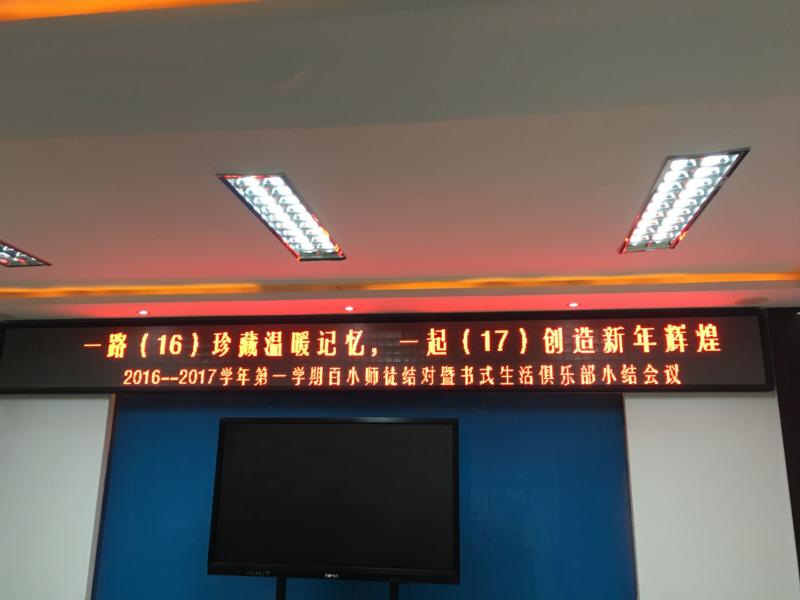 一路（16）珍藏温暖记忆，一起（17）创造新年辉煌
2016--2017学年第一学期百小师徒结对暨书式生活俱乐部小结会议